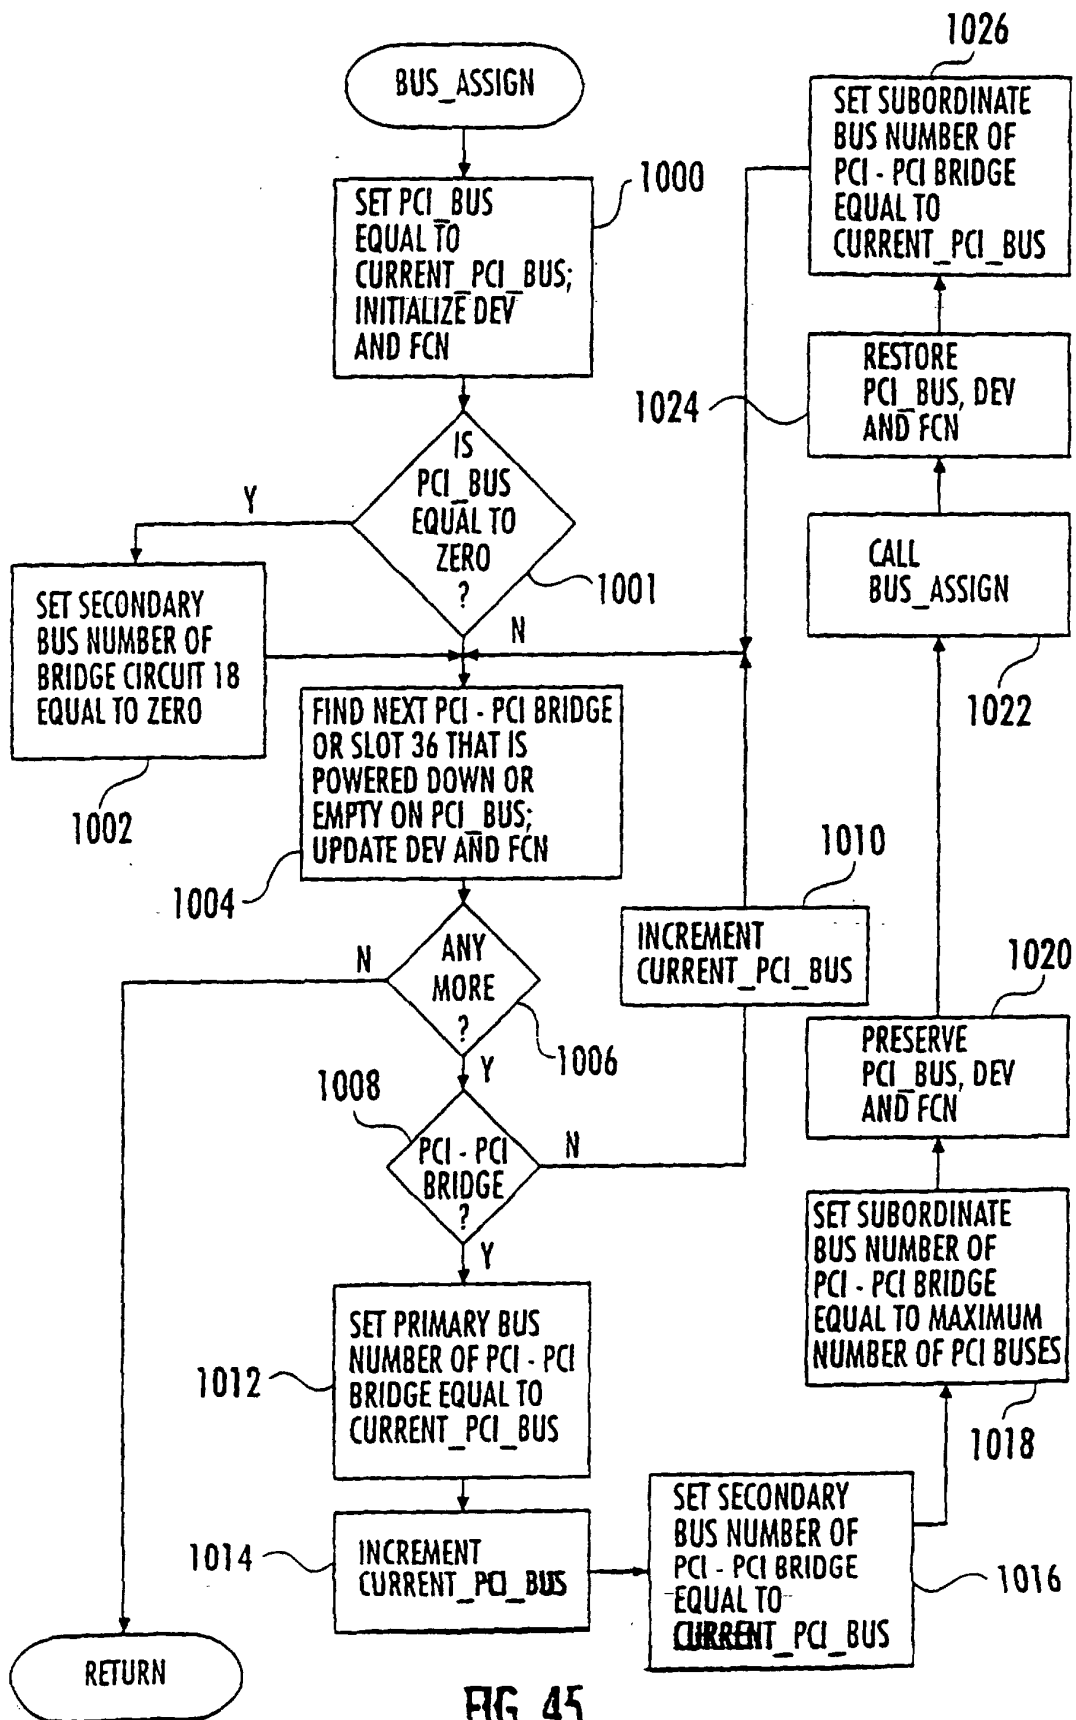 BUS_ASSIGN
1000
SET PCI_BUS
EQUAL TO
CURRENT_PCI_BUS;
INITIALIZE DEV
AND FCN
IS
PCI_BUS
EQUAL TO
ZERO
?
1001
Y
N
SET SECONDARY
BUS NUMBER OF
BRIDGE CIRCUIT 18
EQUAL TO ZERO
1002
FIND NEXT PCI - PCI BRIDGE
OR SLOT 36 THAT IS
POWERED DOWN OR
EMPTY ON PCI_BUS;
UPDATE DEV AND FCN
1004
ANY
MORE
?
1006
N
Y
1008
PCI - PCI
BRIDGE
?
N
Y
1010
INCREMENT
CURRENT_PCI_BUS
SET PRIMARY BUS
NUMBER OF PCI - PCI
BRIDGE EQUAL TO
CURRENT_PCI_BUS
1012
INCREMENT
CURRENT_PCI_BUS
1014
SET SECONDARY
BUS NUMBER OF
PCI - PCI BRIDGE
EQUAL TO
CURRENT_PCI_BUS
1016
SET SUBORDINATE
BUS NUMBER OF
PCI - PCI BRIDGE
EQUAL TO MAXIMUM
NUMBER OF PCI BUSES
1018
PRESERVE
PCI_BUS, DEV
AND FCN
1020
CALL
BUS_ASSIGN
1022
RESTORE
PCI_BUS, DEV
AND FCN
1024
SET SUBORDINATE
BUS NUMBER OF
PCI - PCI BRIDGE
EQUAL TO
CURRENT_PCI_BUS
1026
RETURN
FIG. 45